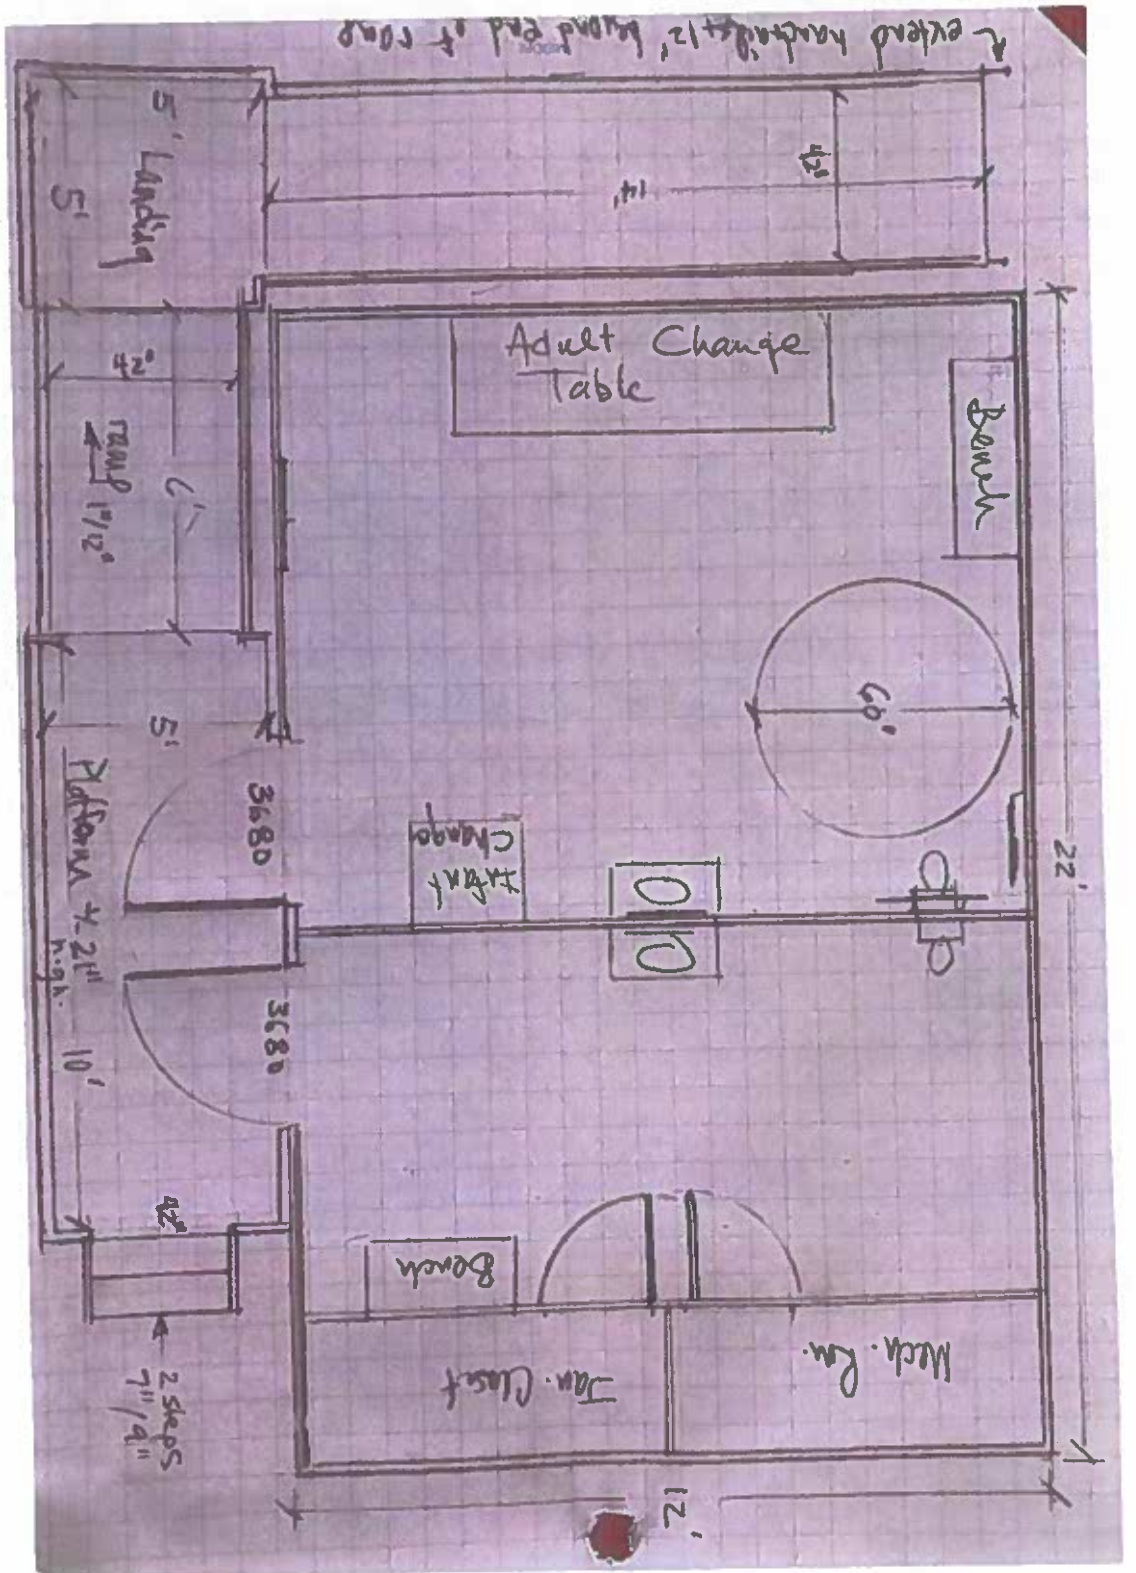 extend handrails 12" beyond end of ramp
5' Landing
5'
42"
14'
Adult Change
Table
Bench
42"
ramp 1"/12"
6'
60"
5'
Platform +/- 21"
high.
10'
3680
3680
Infant
Change
22'
42"
2 steps
7"/9"
Bench
Jan. Closet
Mech. Rm.
12'